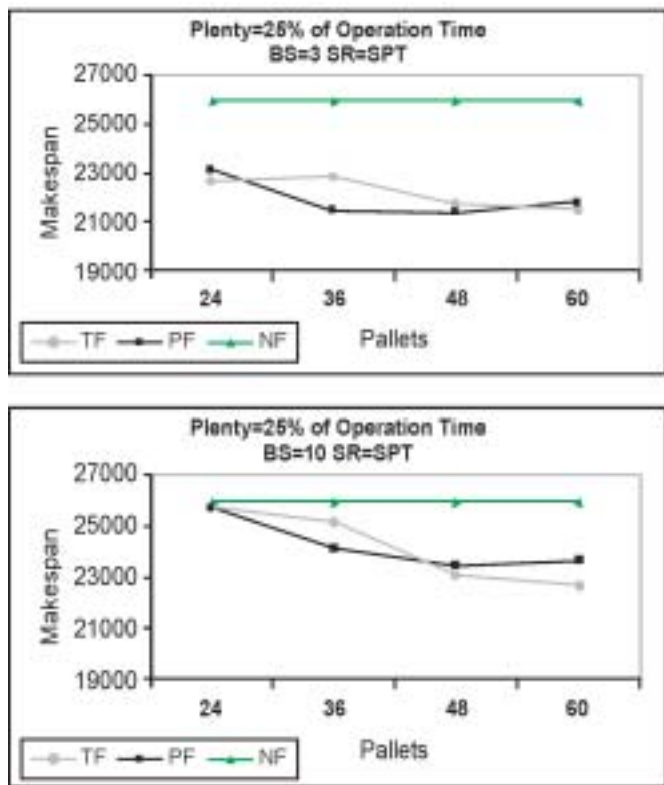 Plenty=25% of Operation Time
BS=3 SR=SPT
27000
25000
23000
21000
19000
Makespan
24 36 48 60
Pallets
TF PF NF
Plenty=25% of Operation Time
BS=10 SR=SPT
27000
25000
23000
21000
19000
Makespan
24 36 48 60
Pallets
TF PF NF